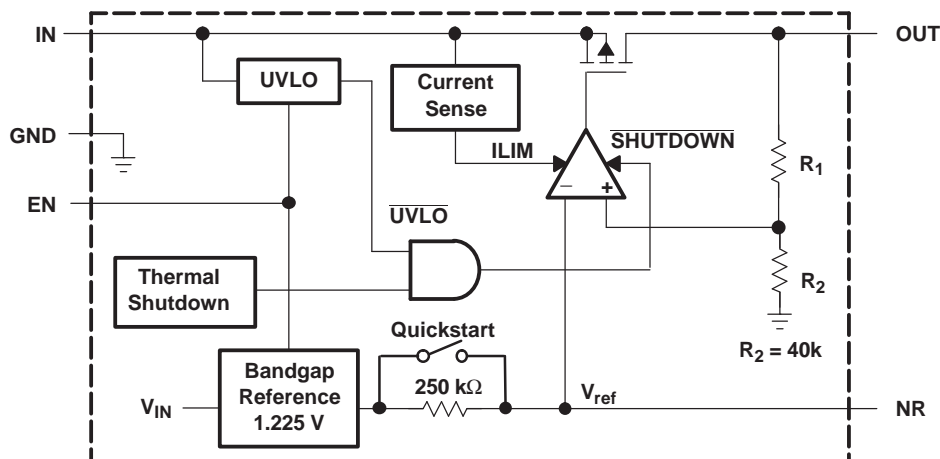 IN
OUT
UVLO
Current
Sense
GND
ILIM
SHUTDOWN
R1
EN
UVLO
− +
Thermal
Shutdown
R2
Quickstart
R2 = 40k
Bandgap
Reference
1.225 V
250 kΩ
VIN
Vref
NR